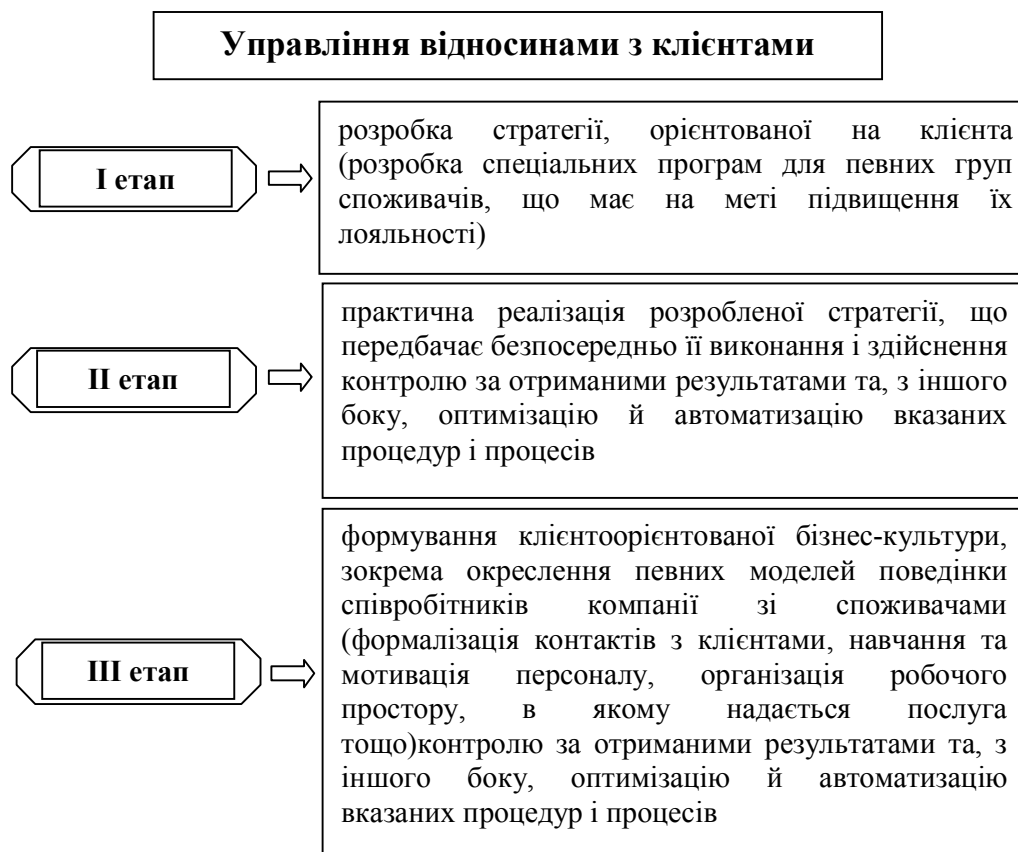 Управління відносинами з клієнтами
І етап
розробка стратегії, орієнтованої на клієнта
(розробка спеціальних програм для певних груп
споживачів, що має на меті підвищення їх
лояльності)
ІІ етап
практична реалізація розробленої стратегії, що
передбачає безпосередньо її виконання і здійснення
контролю за отриманими результатами та, з іншого
боку, оптимізацію й автоматизацію вказаних
процедур і процесів
ІІІ етап
формування клієнтоорієнтованої бізнес-культури,
зокрема окреслення певних моделей поведінки
співробітників компанії зі споживачами
(формалізація контактів з клієнтами, навчання та
мотивація персоналу, організація робочого
простору, в якому надається послуга
тощо)контролю за отриманими результатами та, з
іншого боку, оптимізацію й автоматизацію
вказаних процедур і процесів